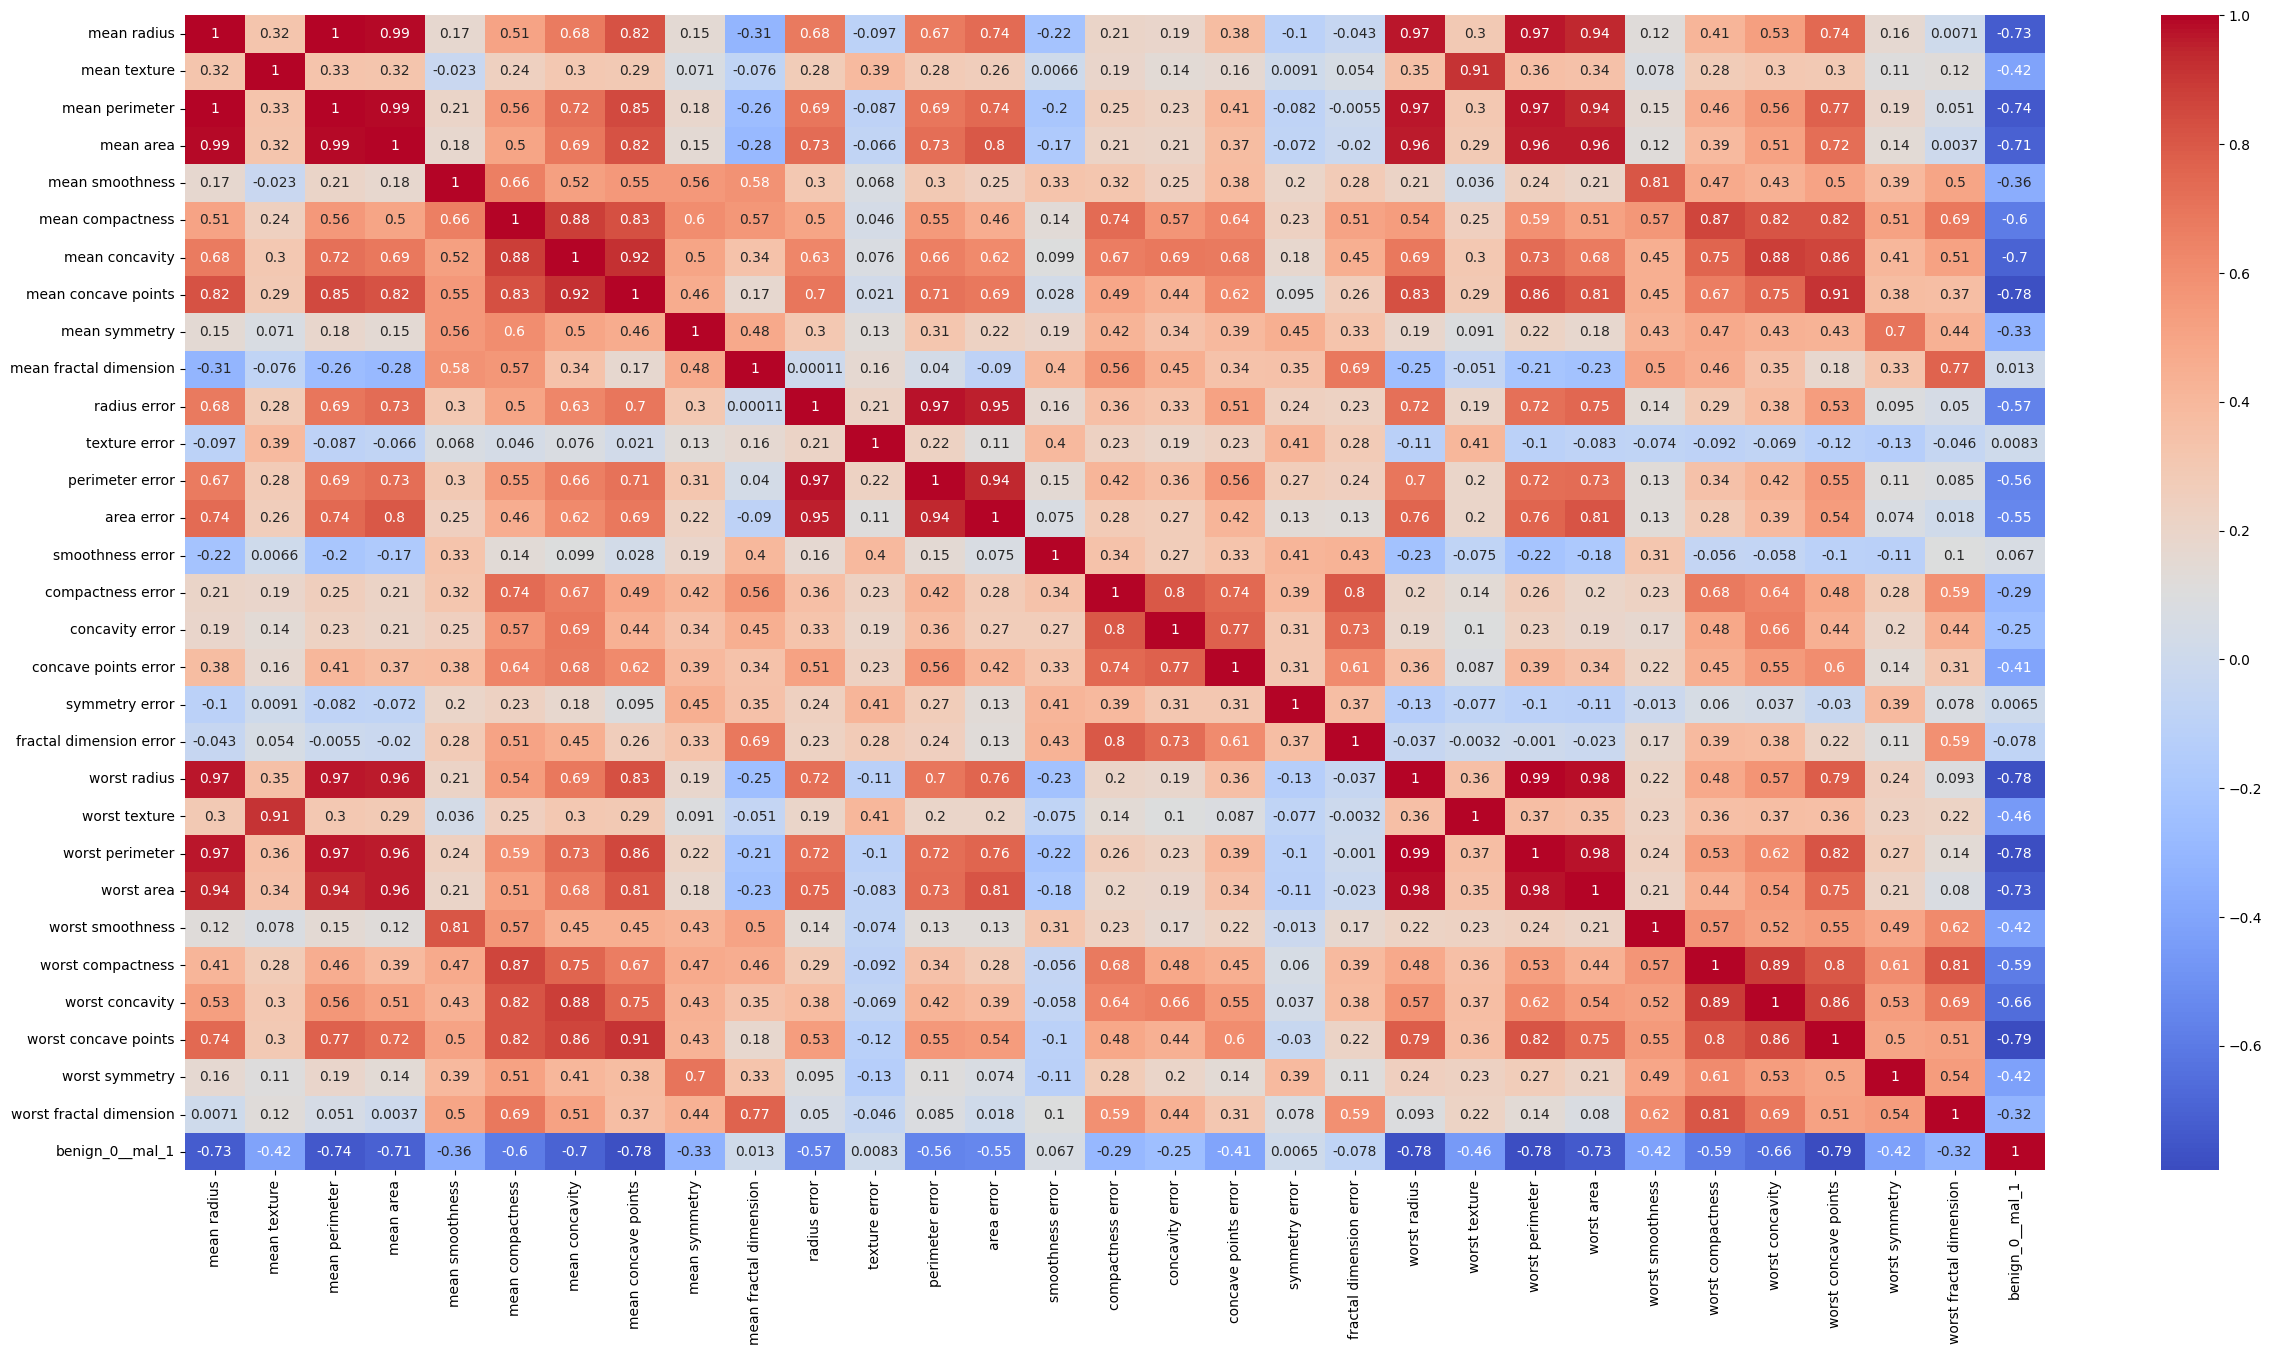 mean radius 1 0.32 1 0.99 0.17 0.51 0.68 0.82 0.15 -0.31 0.68 -0.097 0.67 0.74 -0.22 0.21 0.19 0.38 -0.1 -0.043 0.97 0.3 0.97 0.94 0.12 0.41 0.53 0.74 0.16 0.0071 -0.73
mean texture 0.32 1 0.33 0.32 -0.023 0.24 0.3 0.29 0.071 -0.076 0.28 0.39 0.28 0.26 0.0066 0.19 0.14 0.16 0.0091 0.054 0.35 0.91 0.36 0.34 0.078 0.28 0.3 0.3 0.11 0.12 -0.42
mean perimeter 1 0.33 1 0.99 0.21 0.56 0.72 0.85 0.18 -0.26 0.69 -0.087 0.69 0.74 -0.2 0.25 0.23 0.41 -0.082 -0.0055 0.97 0.3 0.97 0.94 0.15 0.46 0.56 0.77 0.19 0.051 -0.74
mean area 0.99 0.32 0.99 1 0.18 0.5 0.69 0.82 0.15 -0.28 0.73 -0.066 0.73 0.8 -0.17 0.21 0.21 0.37 -0.072 -0.02 0.96 0.29 0.96 0.96 0.12 0.39 0.51 0.72 0.14 0.0037 -0.71
mean smoothness 0.17 -0.023 0.21 0.18 1 0.66 0.52 0.55 0.56 0.58 0.3 0.068 0.3 0.25 0.33 0.32 0.25 0.38 0.2 0.28 0.21 0.036 0.24 0.21 0.81 0.47 0.43 0.5 0.39 0.5 -0.36
mean compactness 0.51 0.24 0.56 0.5 0.66 1 0.88 0.83 0.6 0.57 0.5 0.046 0.55 0.46 0.14 0.74 0.57 0.64 0.23 0.51 0.54 0.25 0.59 0.51 0.57 0.87 0.82 0.82 0.51 0.69 -0.6
mean concavity 0.68 0.3 0.72 0.69 0.52 0.88 1 0.92 0.5 0.34 0.63 0.076 0.66 0.62 0.099 0.67 0.69 0.68 0.18 0.45 0.69 0.3 0.73 0.68 0.45 0.75 0.88 0.86 0.41 0.51 -0.7
mean concave points 0.82 0.29 0.85 0.82 0.55 0.83 0.92 1 0.46 0.17 0.7 0.021 0.71 0.69 0.028 0.49 0.44 0.62 0.095 0.26 0.83 0.29 0.86 0.81 0.45 0.67 0.75 0.91 0.38 0.37 -0.78
mean symmetry 0.15 0.071 0.18 0.15 0.56 0.6 0.5 0.46 1 0.48 0.3 0.13 0.31 0.22 0.19 0.42 0.34 0.39 0.45 0.33 0.19 0.091 0.22 0.18 0.43 0.47 0.43 0.43 0.7 0.44 -0.33
mean fractal dimension -0.31 -0.076 -0.26 -0.28 0.58 0.57 0.34 0.17 0.48 1 0.00011 0.16 0.04 -0.09 0.4 0.56 0.45 0.34 0.35 0.69 -0.25 -0.051 -0.21 -0.23 0.5 0.46 0.35 0.18 0.33 0.77 0.013
radius error 0.68 0.28 0.69 0.73 0.3 0.5 0.63 0.7 0.3 0.00011 1 0.21 0.97 0.95 0.16 0.36 0.33 0.51 0.24 0.23 0.72 0.19 0.72 0.75 0.14 0.29 0.38 0.53 0.095 0.05 -0.57
texture error -0.097 0.39 -0.087 -0.066 0.068 0.046 0.076 0.021 0.13 0.16 0.21 1 0.22 0.11 0.4 0.23 0.19 0.23 0.41 0.28 -0.11 0.41 -0.1 -0.083 -0.074 -0.092 -0.069 -0.12 -0.13 -0.046 0.0083
perimeter error 0.67 0.28 0.69 0.73 0.3 0.55 0.66 0.71 0.31 0.04 0.97 0.22 1 0.94 0.15 0.42 0.36 0.56 0.27 0.24 0.7 0.2 0.72 0.73 0.13 0.34 0.42 0.55 0.11 0.085 -0.56
area error 0.74 0.26 0.74 0.8 0.25 0.46 0.62 0.69 0.22 -0.09 0.95 0.11 0.94 1 0.075 0.28 0.27 0.42 0.13 0.13 0.76 0.2 0.76 0.81 0.13 0.28 0.39 0.54 0.074 0.018 -0.55
smoothness error -0.22 0.0066 -0.2 -0.17 0.33 0.14 0.099 0.028 0.19 0.4 0.16 0.4 0.15 0.075 1 0.34 0.27 0.33 0.41 0.43 -0.23 -0.075 -0.22 -0.18 0.31 -0.056 -0.058 -0.1 -0.11 0.1 0.067
compactness error 0.21 0.19 0.25 0.21 0.32 0.74 0.67 0.49 0.42 0.56 0.36 0.23 0.42 0.28 0.34 1 0.8 0.74 0.39 0.8 0.2 0.14 0.26 0.2 0.23 0.68 0.64 0.48 0.28 0.59 -0.29
concavity error 0.19 0.14 0.23 0.21 0.25 0.57 0.69 0.44 0.34 0.45 0.33 0.19 0.36 0.27 0.27 0.8 1 0.77 0.31 0.73 0.19 0.1 0.23 0.19 0.17 0.48 0.66 0.44 0.2 0.44 -0.25
concave points error 0.38 0.16 0.41 0.37 0.38 0.64 0.68 0.62 0.39 0.34 0.51 0.23 0.56 0.42 0.33 0.74 0.77 1 0.31 0.61 0.36 0.087 0.39 0.34 0.22 0.45 0.55 0.6 0.14 0.31 -0.41
symmetry error -0.1 0.0091 -0.082 -0.072 0.2 0.23 0.18 0.095 0.45 0.35 0.24 0.41 0.27 0.13 0.41 0.39 0.31 0.31 1 0.37 -0.13 -0.077 -0.1 -0.11 -0.013 0.06 0.037 -0.03 0.39 0.078 0.0065
fractal dimension error -0.043 0.054 -0.0055 -0.02 0.28 0.51 0.45 0.26 0.33 0.69 0.23 0.28 0.24 0.13 0.43 0.8 0.73 0.61 0.37 1 -0.037 -0.0032 -0.001 -0.023 0.17 0.39 0.38 0.22 0.11 0.59 -0.078
worst radius 0.97 0.35 0.97 0.96 0.21 0.54 0.69 0.83 0.19 -0.25 0.72 -0.11 0.7 0.76 -0.23 0.2 0.19 0.36 -0.13 -0.037 1 0.36 0.99 0.98 0.22 0.48 0.57 0.79 0.24 0.093 -0.78
worst texture 0.3 0.91 0.3 0.29 0.036 0.25 0.3 0.29 0.091 -0.051 0.19 0.41 0.2 0.2 -0.075 0.14 0.1 0.087 -0.077 -0.0032 0.36 1 0.37 0.35 0.23 0.36 0.37 0.36 0.23 0.22 -0.46
worst perimeter 0.97 0.36 0.97 0.96 0.24 0.59 0.73 0.86 0.22 -0.21 0.72 -0.1 0.72 0.76 -0.22 0.26 0.23 0.39 -0.1 -0.001 0.99 0.37 1 0.98 0.24 0.53 0.62 0.82 0.27 0.14 -0.78
worst area 0.94 0.34 0.94 0.96 0.21 0.51 0.68 0.81 0.18 -0.23 0.75 -0.083 0.73 0.81 -0.18 0.2 0.19 0.34 -0.11 -0.023 0.98 0.35 0.98 1 0.21 0.44 0.54 0.75 0.21 0.08 -0.73
worst smoothness 0.12 0.078 0.15 0.12 0.81 0.57 0.45 0.45 0.43 0.5 0.14 -0.074 0.13 0.13 0.31 0.23 0.17 0.22 -0.013 0.17 0.22 0.23 0.24 0.21 1 0.57 0.52 0.55 0.49 0.62 -0.42
worst compactness 0.41 0.28 0.46 0.39 0.47 0.87 0.75 0.67 0.47 0.46 0.29 -0.092 0.34 0.28 -0.056 0.68 0.48 0.45 0.06 0.39 0.48 0.36 0.53 0.44 0.57 1 0.89 0.8 0.61 0.81 -0.59
worst concavity 0.53 0.3 0.56 0.51 0.43 0.82 0.88 0.75 0.43 0.35 0.38 -0.069 0.42 0.39 -0.058 0.64 0.66 0.55 0.037 0.38 0.57 0.37 0.62 0.54 0.52 0.89 1 0.86 0.53 0.69 -0.66
worst concave points 0.74 0.3 0.77 0.72 0.5 0.82 0.86 0.91 0.43 0.18 0.53 -0.12 0.55 0.54 -0.1 0.48 0.44 0.6 -0.03 0.22 0.79 0.36 0.82 0.75 0.55 0.8 0.86 1 0.5 0.51 -0.79
worst symmetry 0.16 0.11 0.19 0.14 0.39 0.51 0.41 0.38 0.7 0.33 0.095 -0.13 0.11 0.074 -0.11 0.28 0.2 0.14 0.39 0.11 0.24 0.23 0.27 0.21 0.49 0.61 0.53 0.5 1 0.54 -0.42
worst fractal dimension 0.0071 0.12 0.051 0.0037 0.5 0.69 0.51 0.37 0.44 0.77 0.05 -0.046 0.085 0.018 0.1 0.59 0.44 0.31 0.078 0.59 0.093 0.22 0.14 0.08 0.62 0.81 0.69 0.51 0.54 1 -0.32
benign_0__mal_1 -0.73 -0.42 -0.74 -0.71 -0.36 -0.6 -0.7 -0.78 -0.33 0.013 -0.57 0.0083 -0.56 -0.55 0.067 -0.29 -0.25 -0.41 0.0065 -0.078 -0.78 -0.46 -0.78 -0.73 -0.42 -0.59 -0.66 -0.79 -0.42 -0.32 1
mean radius
mean texture
mean perimeter
mean area
mean smoothness
mean compactness
mean concavity
mean concave points
mean symmetry
mean fractal dimension
radius error
texture error
perimeter error
area error
smoothness error
compactness error
concavity error
concave points error
symmetry error
fractal dimension error
worst radius
worst texture
worst perimeter
worst area
worst smoothness
worst compactness
worst concavity
worst concave points
worst symmetry
worst fractal dimension
benign_0__mal_1
1.0
0.8
0.6
0.4
0.2
0.0
−0.2
−0.4
−0.6